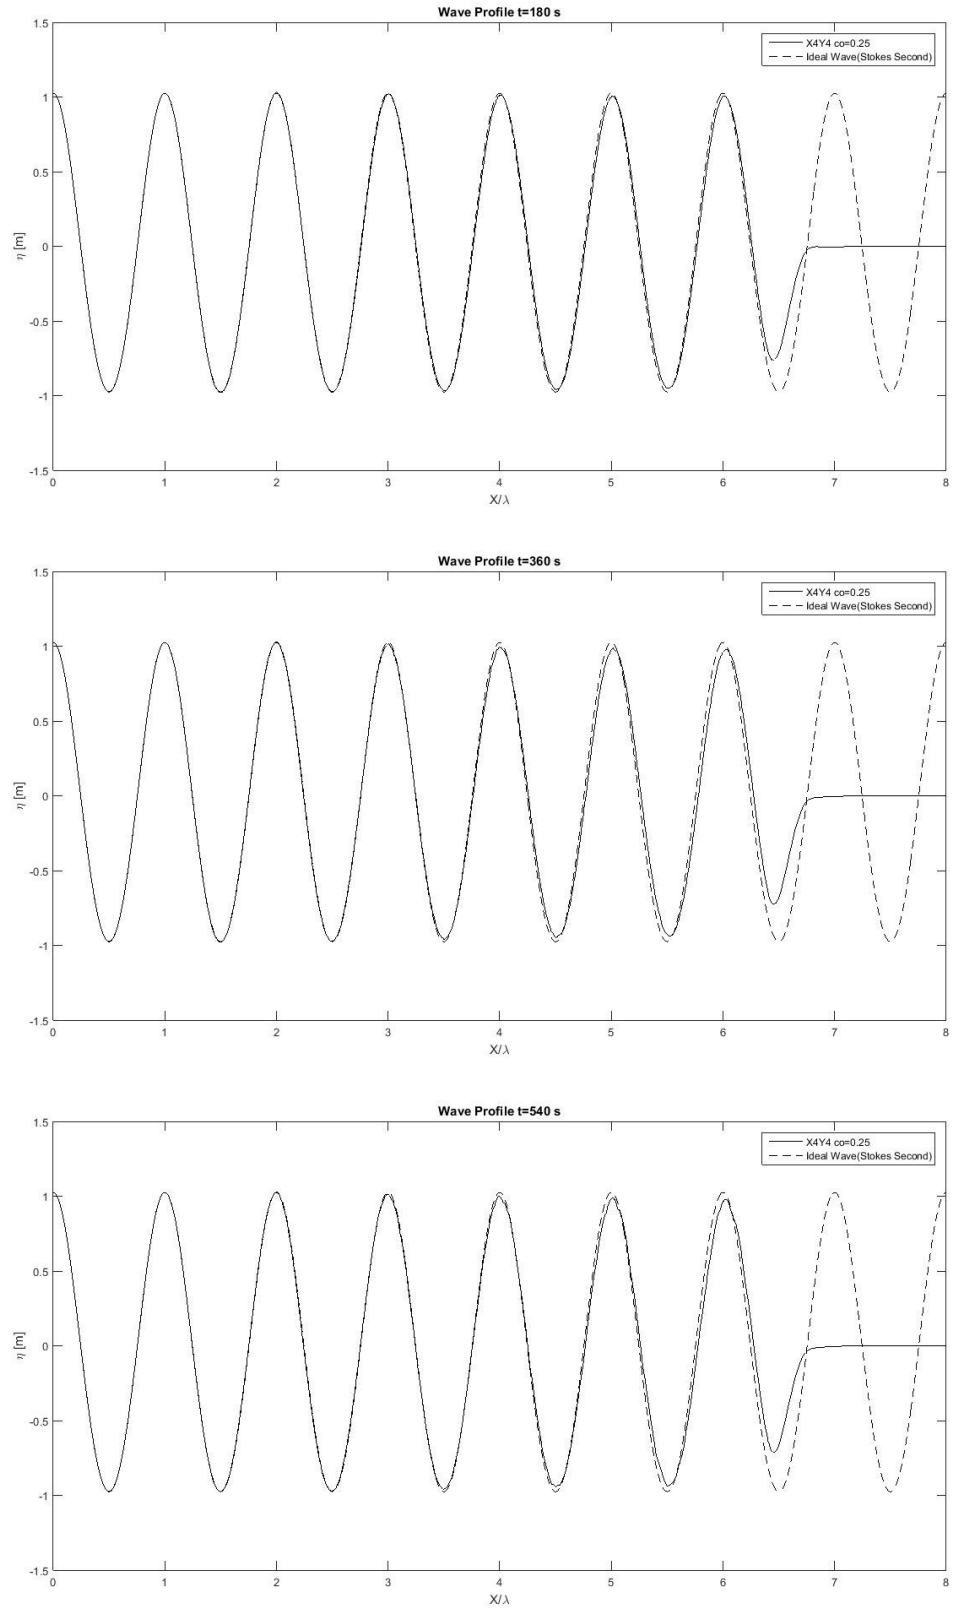 Wave Profile t=180 s
X4Y4 co=0.25
Ideal Wave(Stokes Second)
1.5
1
0.5
0
-0.5
-1
-1.5
η [m]
0 1 2 3 4 5 6 7 8
X/λ
Wave Profile t=360 s
X4Y4 co=0.25
Ideal Wave(Stokes Second)
1.5
1
0.5
0
-0.5
-1
-1.5
η [m]
0 1 2 3 4 5 6 7 8
X/λ
Wave Profile t=540 s
X4Y4 co=0.25
Ideal Wave(Stokes Second)
1.5
1
0.5
0
-0.5
-1
-1.5
η [m]
0 1 2 3 4 5 6 7 8
X/λ